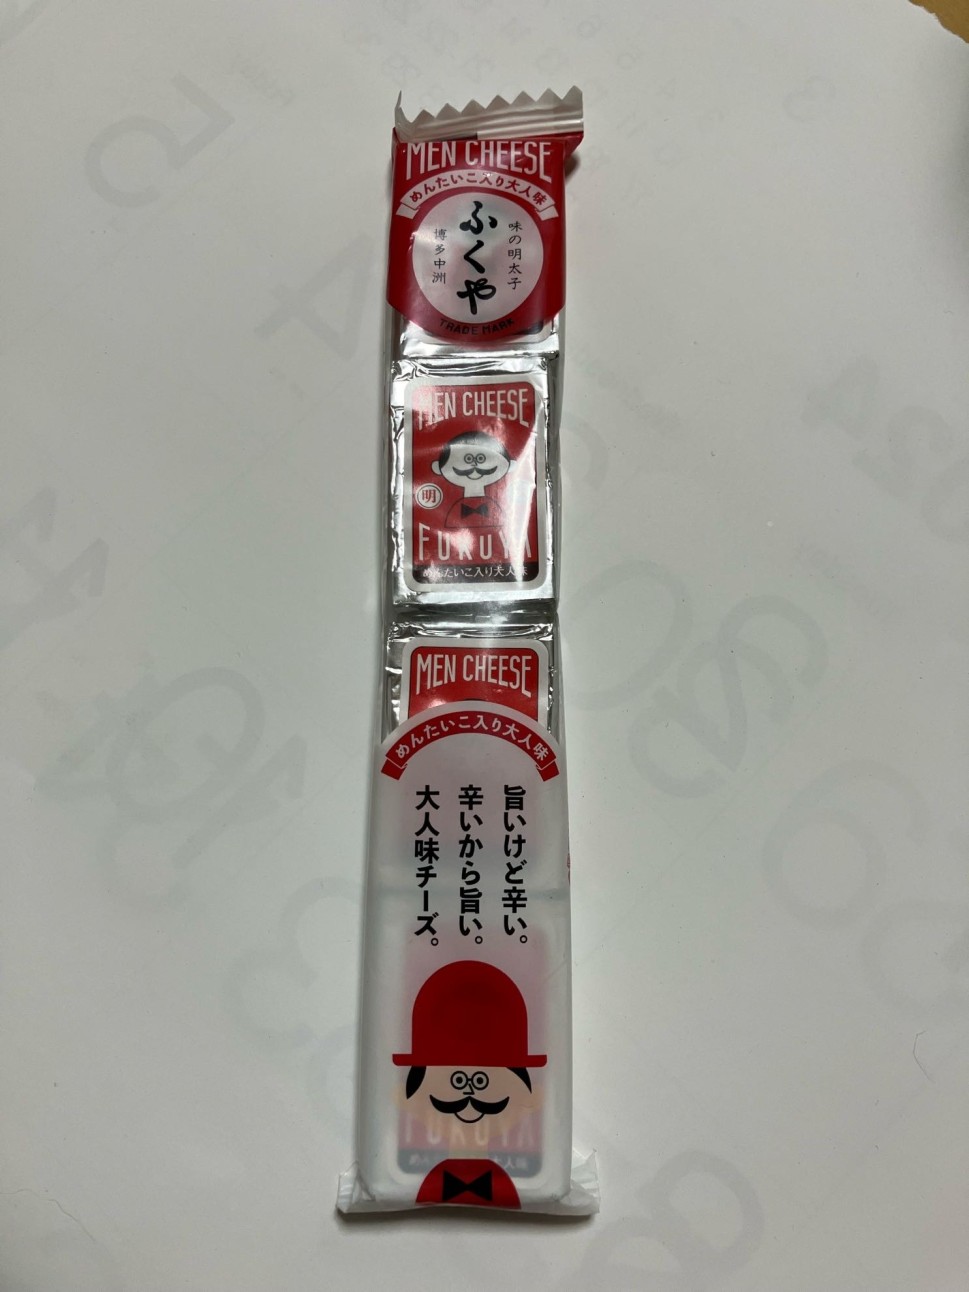 MEN CHEESE
めんたいこ入り大人味
味の明太子
ふくや
博多中洲
TRADE MARK
MEN CHEESE
明
FUKUYA
めんたいこ入り大人味
MEN CHEESE
めんたいこ入り大人味
旨いけど辛い。
辛いから旨い。
大人味チーズ。
FUKUYA
大人味